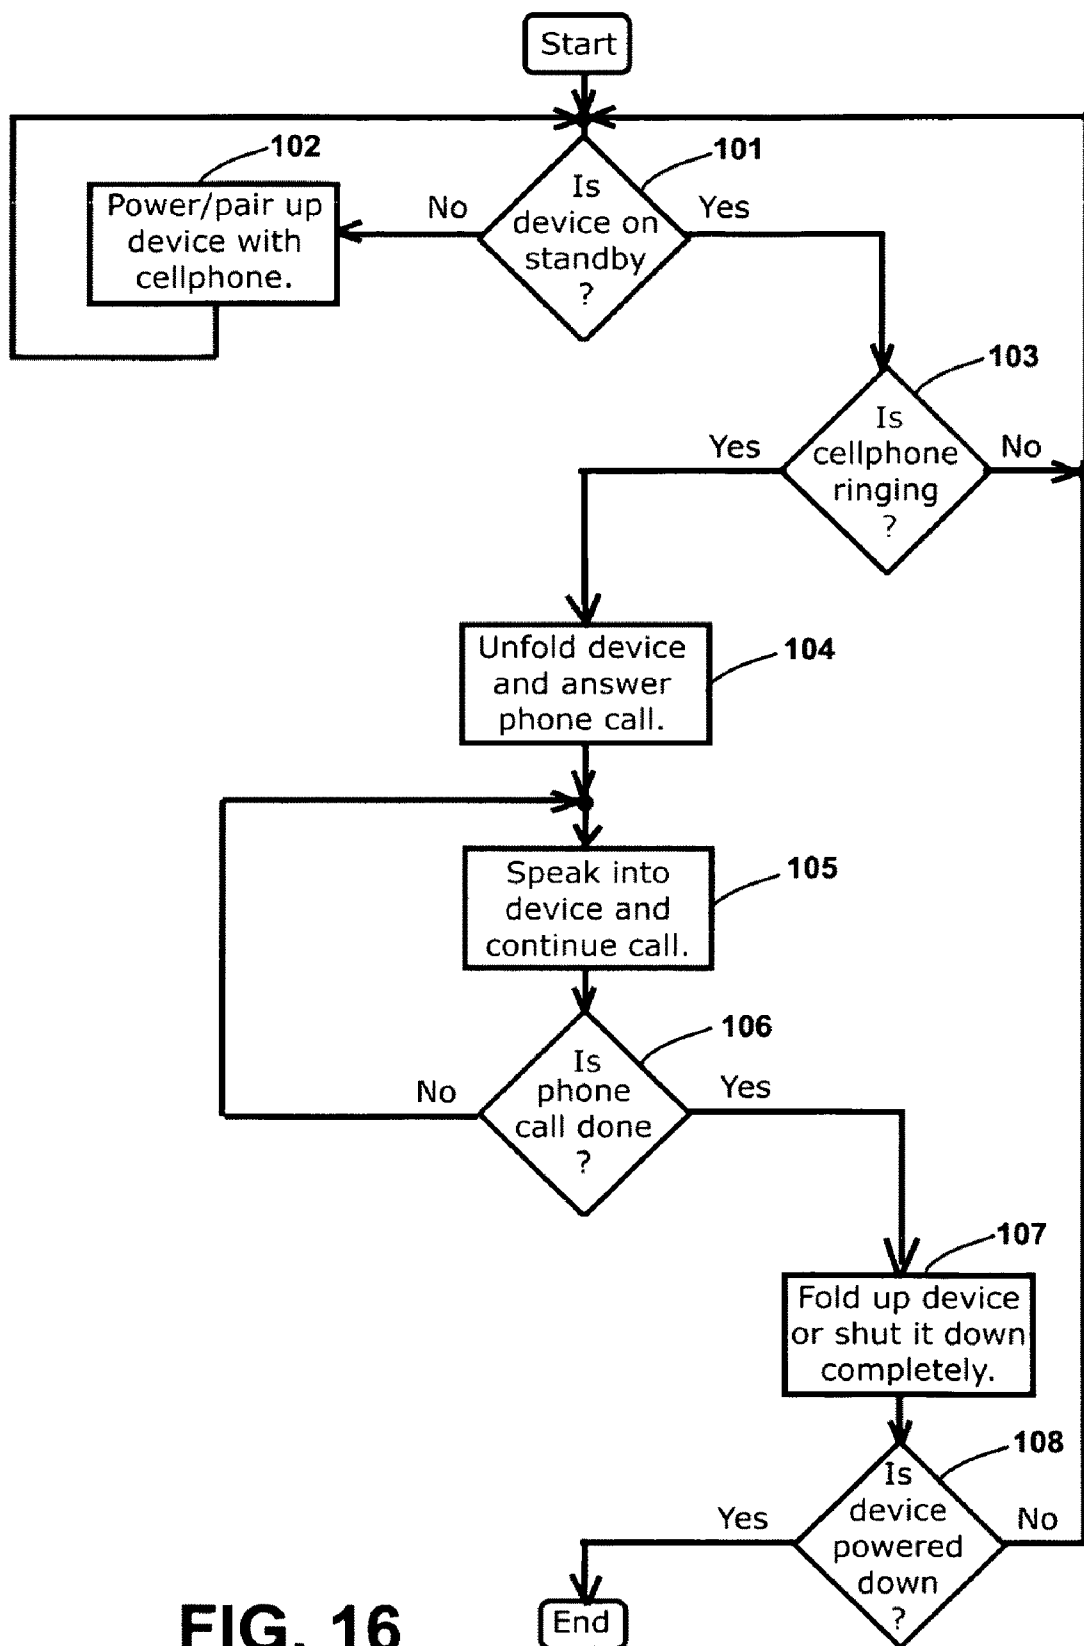 Start
102
101
Power/pair up
device with
cellphone.
No
Is
device on
standby
?
Yes
103
Yes
Is
cellphone
ringing
?
No
Unfold device
and answer
phone call.
104
Speak into
device and
continue call.
105
106
No
Is
phone
call done
?
Yes
107
Fold up device
or shut it down
completely.
108
Yes
Is
device
powered
down
?
No
End
FIG. 16